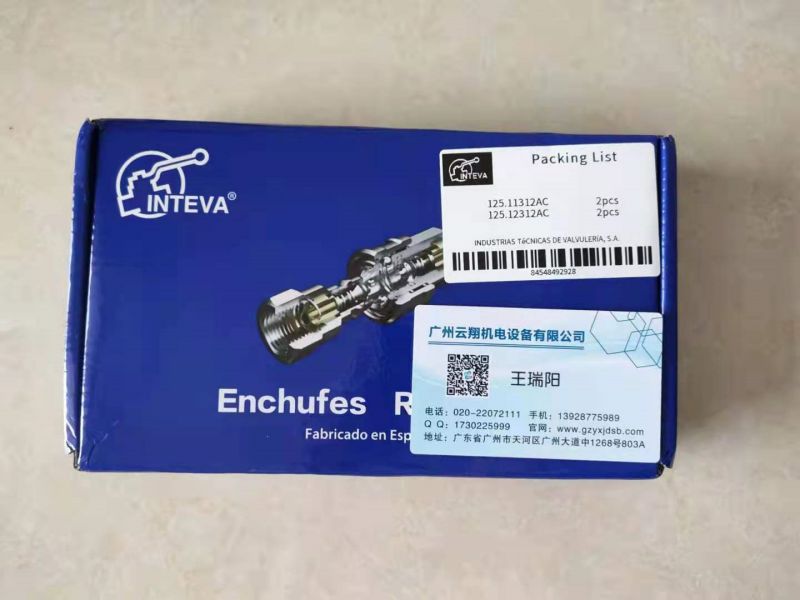 INTEVA®
Packing List
INTEVA
125.11312AC 2pcs
125.12312AC 2pcs
INDUSTRIAS TéCNICAS DE VALVULERÍA, S.A.
84548492928
广州云翔机电设备有限公司
王瑞阳
电话：020-22072111 手机：13928775989
Q Q：1730225999 官网：www.gzyxjdsb.com
地址：广东省广州市天河区广州大道中1268号803A
Enchufes R
Fabricado en Esp